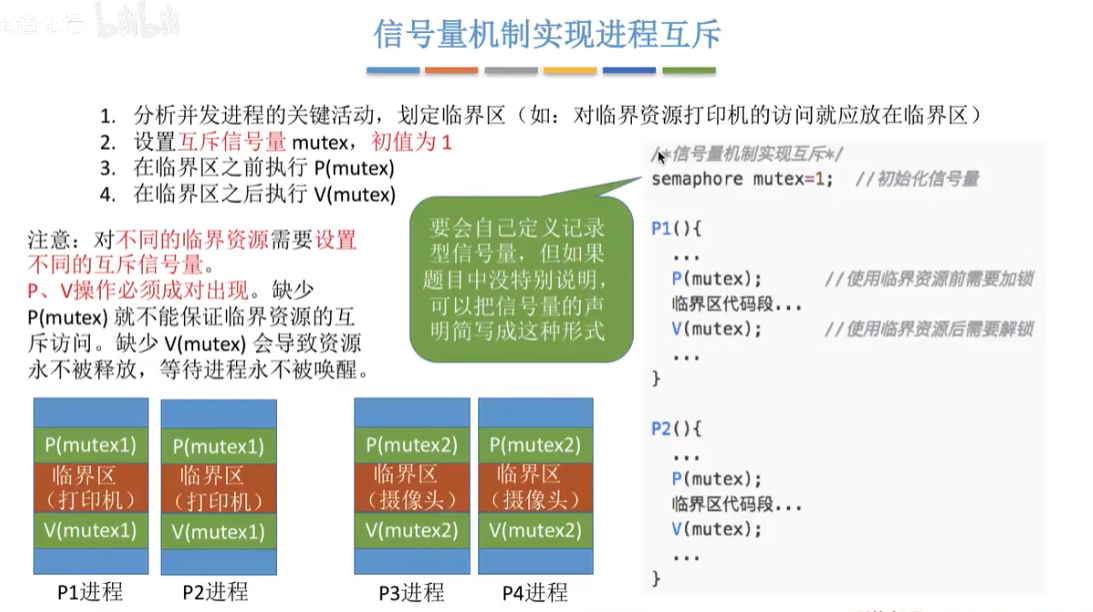 信号量机制实现进程互斥
1. 分析并发进程的关键活动，划定临界区（如：对临界资源打印机的访问就应放在临界区）
2. 设置互斥信号量 mutex，初值为 1
3. 在临界区之前执行 P(mutex)
4. 在临界区之后执行 V(mutex)
注意：对不同的临界资源需要设置
不同的互斥信号量。
P、V操作必须成对出现。缺少
P(mutex) 就不能保证临界资源的互
斥访问。缺少 V(mutex) 会导致资源
永不被释放，等待进程永不被唤醒。
要会自己定义记录
型信号量，但如果
题目中没特别说明，
可以把信号量的声
明简写成这种形式
/*信号量机制实现互斥*/
semaphore mutex=1; //初始化信号量
P1(){
...
P(mutex); //使用临界资源前需要加锁
临界区代码段...
V(mutex); //使用临界资源后需要解锁
...
}
P2(){
...
P(mutex);
临界区代码段...
V(mutex);
...
}
P(mutex1)
临界区
（打印机）
V(mutex1)
P1进程
P(mutex1)
临界区
（打印机）
V(mutex1)
P2进程
P(mutex2)
临界区
（摄像头）
V(mutex2)
P3进程
P(mutex2)
临界区
（摄像头）
V(mutex2)
P4进程